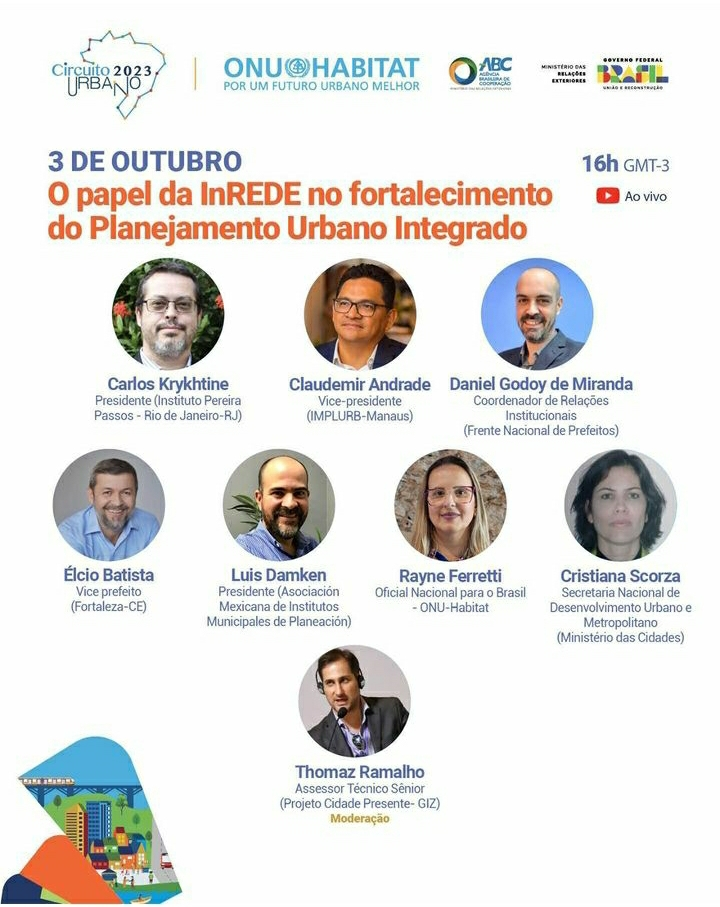 Circuito 2023
URBANO
ONU HABITAT
POR UM FUTURO URBANO MELHOR
ABC
AGÊNCIA
BRASILEIRA DE
COOPERAÇÃO
MINISTÉRIO DAS RELAÇÕES EXTERIORES
MINISTÉRIO DAS
RELAÇÕES
EXTERIORES
GOVERNO FEDERAL
BRASIL
UNIÃO E RECONSTRUÇÃO
3 DE OUTUBRO
16h GMT-3
O papel da InREDE no fortalecimento
do Planejamento Urbano Integrado
Ao vivo
Carlos Krykhtine
Presidente (Instituto Pereira
Passos - Rio de Janeiro-RJ)
Claudemir Andrade
Vice-presidente
(IMPLURB-Manaus)
Daniel Godoy de Miranda
Coordenador de Relações
Institucionais
(Frente Nacional de Prefeitos)
Élcio Batista
Vice prefeito
(Fortaleza-CE)
Luis Damken
Presidente (Asociación
Mexicana de Institutos
Municipales de Planeación)
Rayne Ferretti
Oficial Nacional para o Brasil
- ONU-Habitat
Cristiana Scorza
Secretaria Nacional de
Desenvolvimento Urbano e
Metropolitano
(Ministério das Cidades)
Thomaz Ramalho
Assessor Técnico Sênior
(Projeto Cidade Presente- GIZ)
Moderação